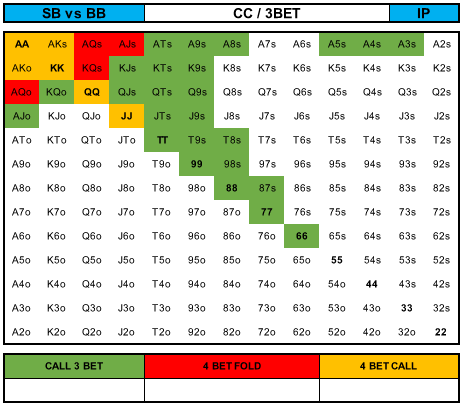 SB vs BB CC / 3BET IP
AA AKs AQs AJs ATs A9s A8s A7s A6s A5s A4s A3s A2s
AKo KK KQs KJs KTs K9s K8s K7s K6s K5s K4s K3s K2s
AQo KQo QQ QJs QTs Q9s Q8s Q7s Q6s Q5s Q4s Q3s Q2s
AJo KJo QJo JJ JTs J9s J8s J7s J6s J5s J4s J3s J2s
ATo KTo QTo JTo TT T9s T8s T7s T6s T5s T4s T3s T2s
A9o K9o Q9o J9o T9o 99 98s 97s 96s 95s 94s 93s 92s
A8o K8o Q8o J8o T8o 98o 88 87s 86s 85s 84s 83s 82s
A7o K7o Q7o J7o T7o 97o 87o 77 76s 75s 74s 73s 72s
A6o K6o Q6o J6o T6o 96o 86o 76o 66 65s 64s 63s 62s
A5o K5o Q5o J5o T5o 95o 85o 75o 65o 55 54s 53s 52s
A4o K4o Q4o J4o T4o 94o 84o 74o 64o 54o 44 43s 42s
A3o K3o Q3o J3o T3o 93o 83o 73o 63o 53o 43o 33 32s
A2o K2o Q2o J2o T2o 92o 82o 72o 62o 52o 42o 32o 22
CALL 3 BET 4 BET FOLD 4 BET CALL